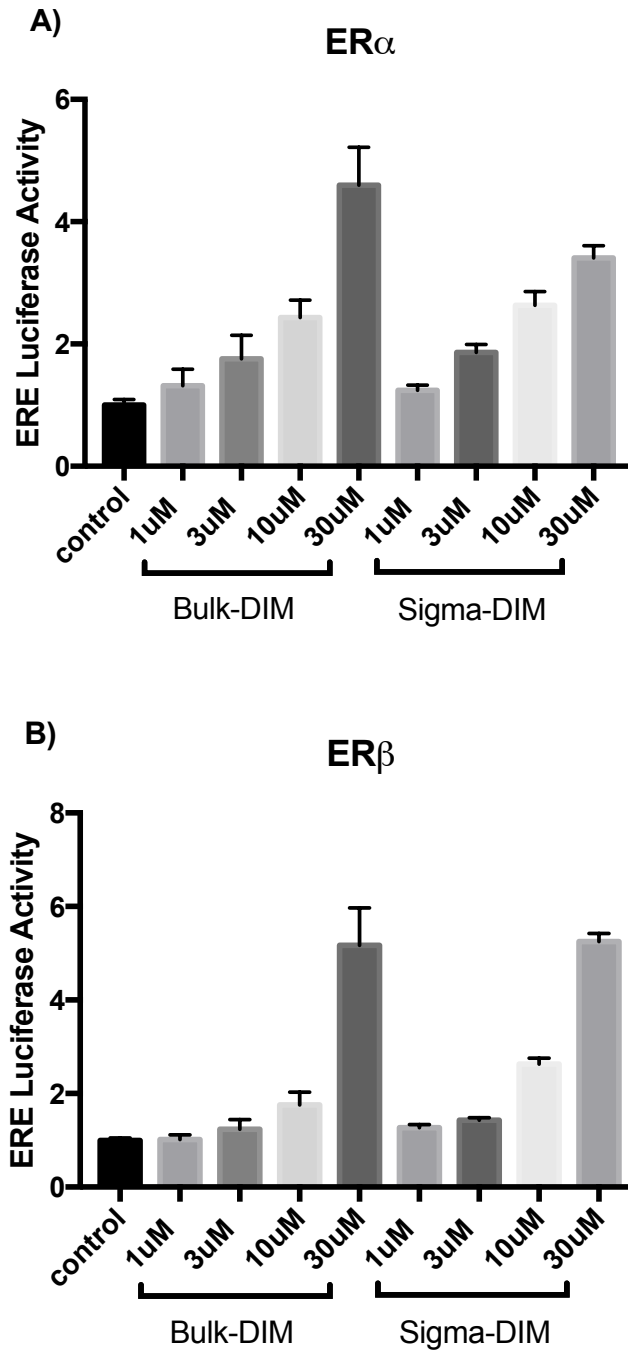 A)
ERα
ERE Luciferase Activity
6
4
2
0
control
1uM
3uM
10uM
30uM
1uM
3uM
10uM
30uM
Bulk-DIM
Sigma-DIM
B)
ERβ
ERE Luciferase Activity
8
6
4
2
0
control
1uM
3uM
10uM
30uM
1uM
3uM
10uM
30uM
Bulk-DIM
Sigma-DIM